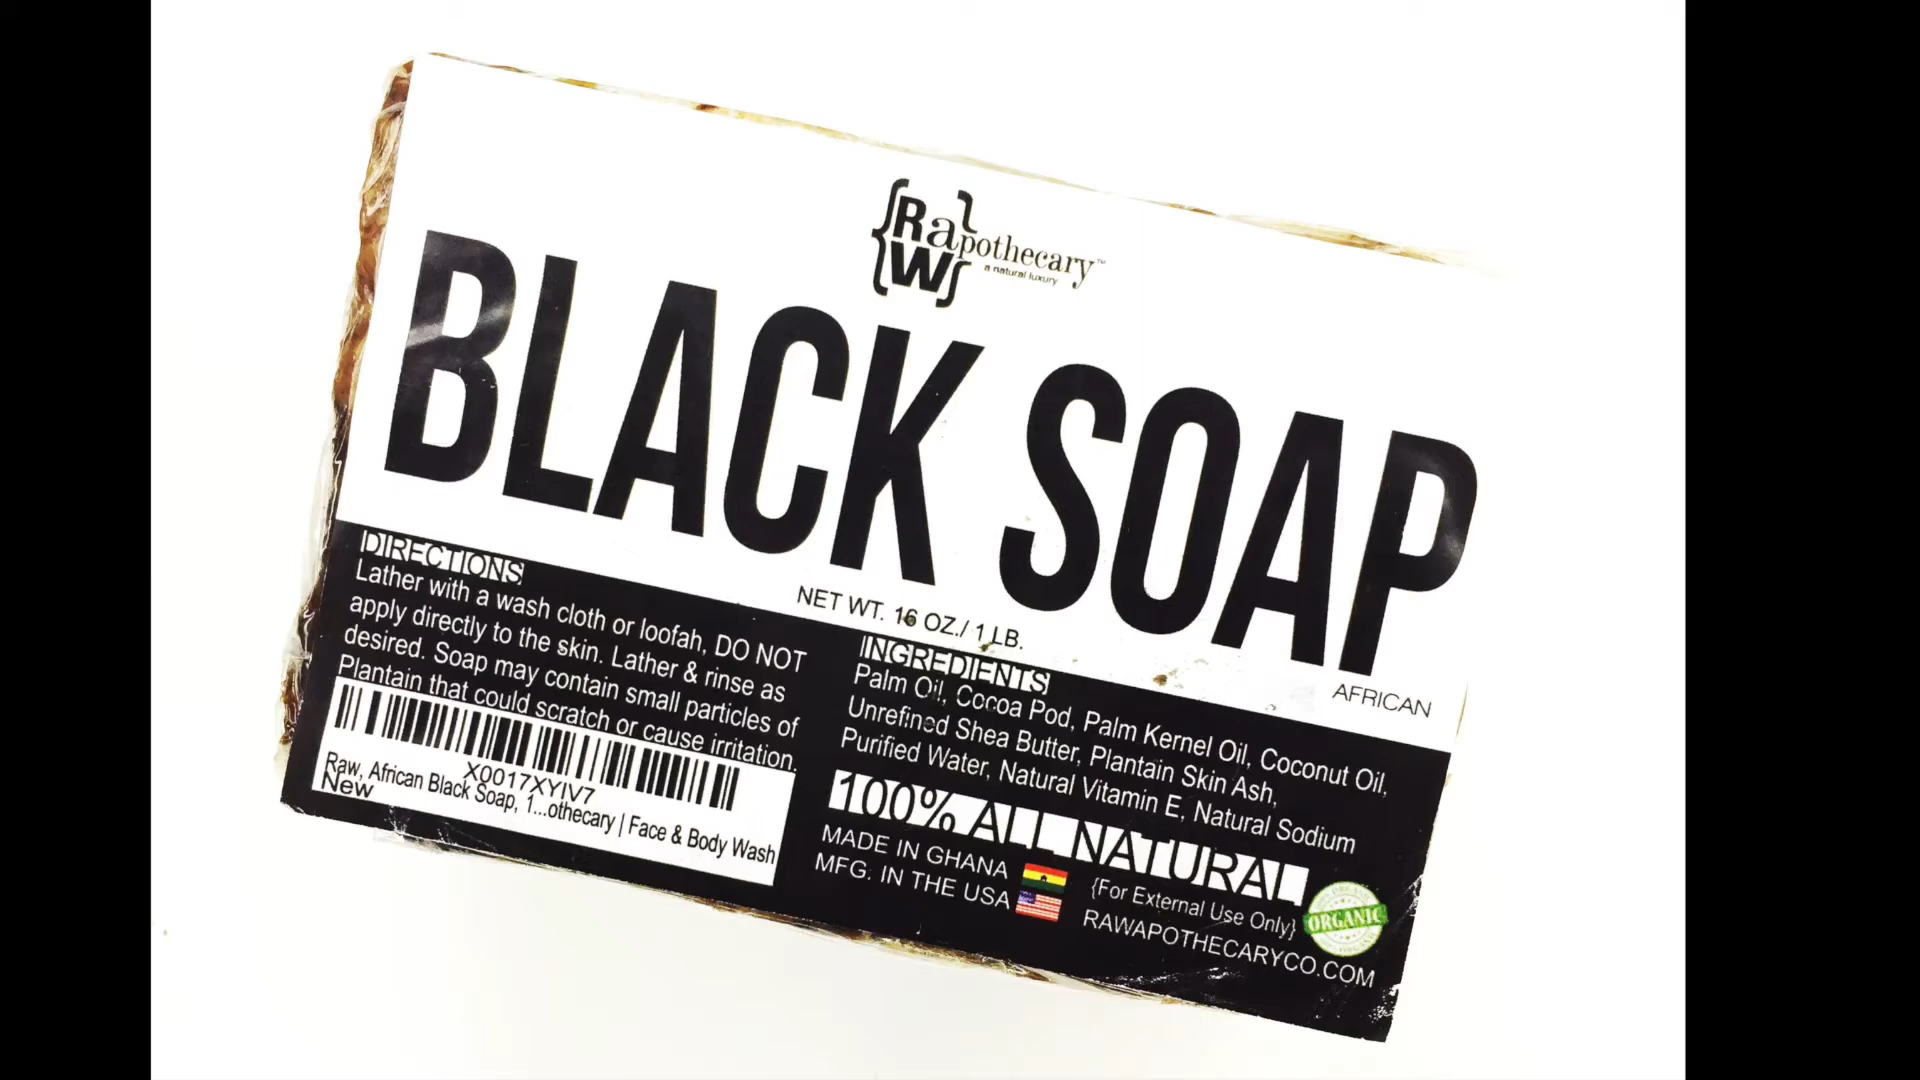 {Rapothecary™
W}
a natural luxury
BLACK SOAP
NET WT. 16 OZ./ 1 LB.
AFRICAN
DIRECTIONS
Lather with a wash cloth or loofah, DO NOT
apply directly to the skin. Lather & rinse as
desired. Soap may contain small particles of
Plantain that could scratch or cause irritation.
X0017XYIV7
Raw, African Black Soap, 1...othecary | Face & Body Wash
New
INGREDIENTS
Palm Oil, Cocoa Pod, Palm Kernel Oil, Coconut Oil,
Unrefined Shea Butter, Plantain Skin Ash,
Purified Water, Natural Vitamin E, Natural Sodium
100% ALL NATURAL
MADE IN GHANA
MFG. IN THE USA
{For External Use Only}
RAWAPOTHECARYCO.COM
ORGANIC